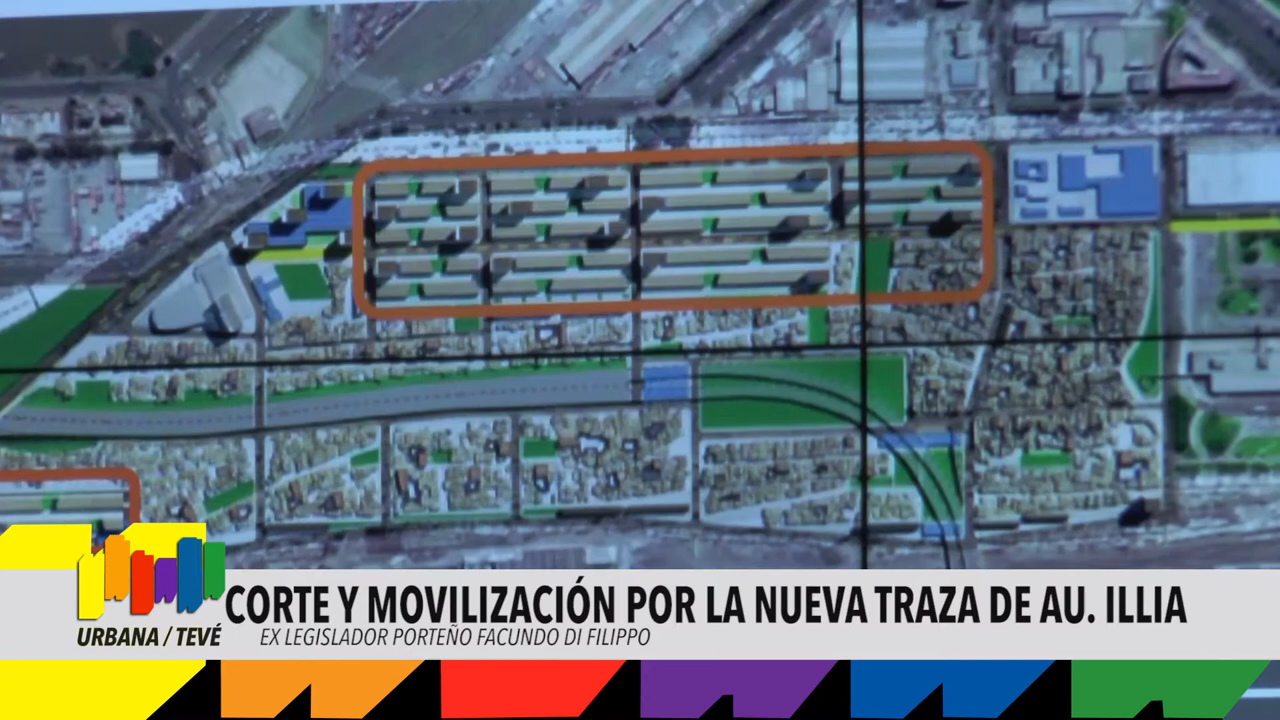 CORTE Y MOVILIZACIÓN POR LA NUEVA TRAZA DE AU. ILLIA
URBANA / TEVÉ
EX LEGISLADOR PORTEÑO FACUNDO DI FILIPPO